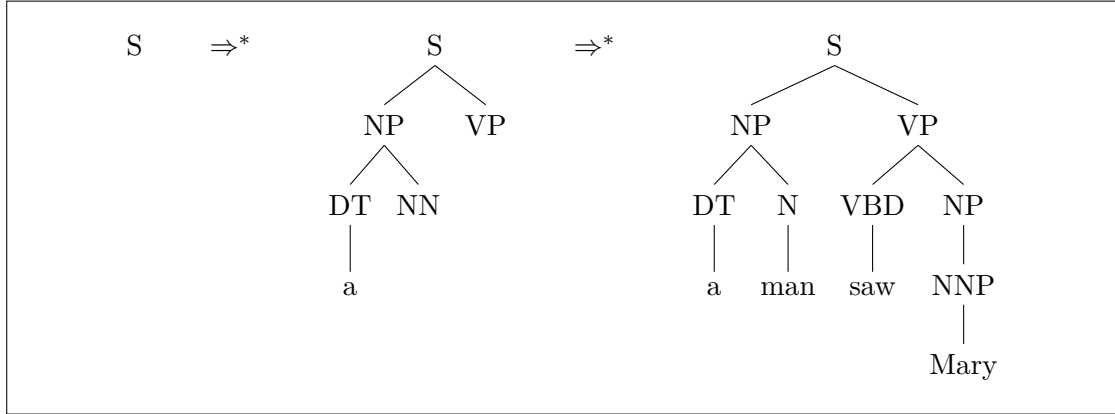 S ⇒* S ⇒* S
NP VP NP VP
DT NN DT N VBD NP
a a man saw NNP
Mary